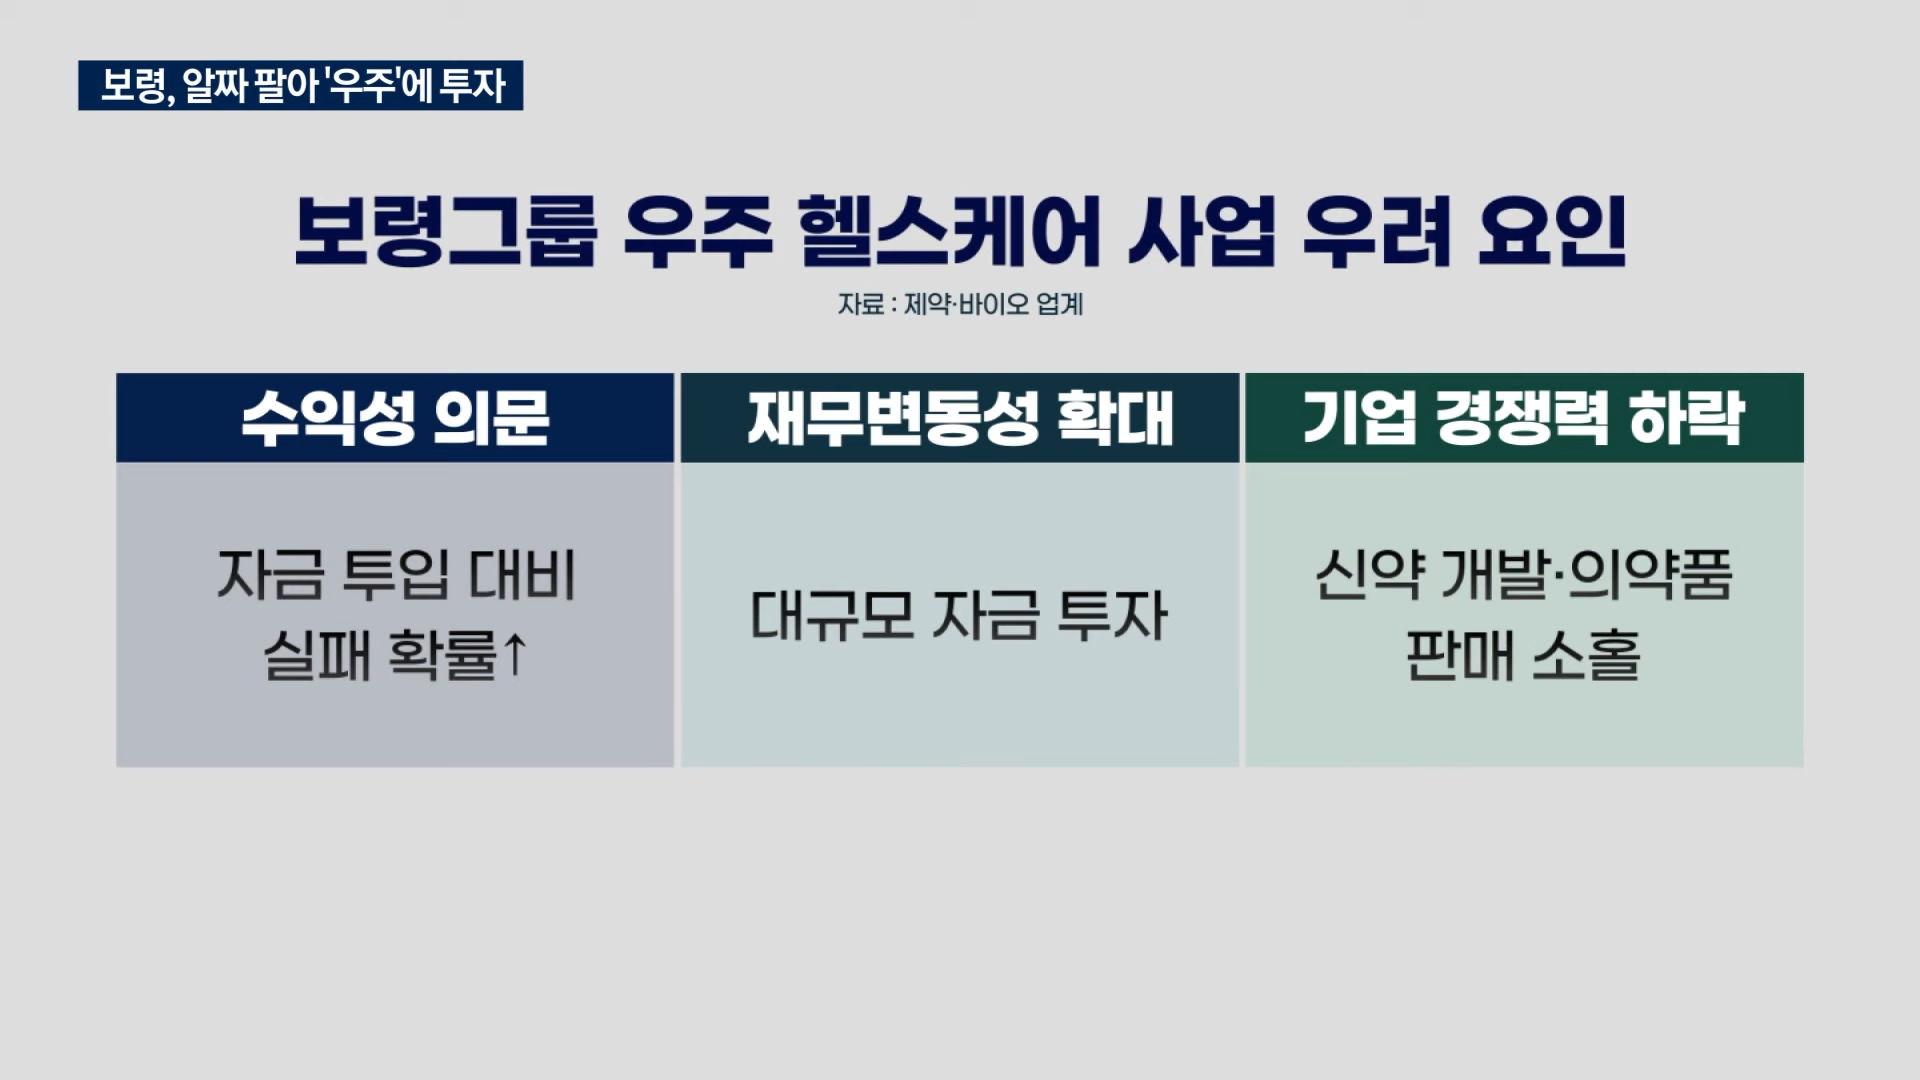 보령, 알짜 팔아 '우주'에 투자
보령그룹 우주 헬스케어 사업 우려 요인
자료 : 제약·바이오 업계
수익성 의문
재무변동성 확대
기업 경쟁력 하락
자금 투입 대비
실패 확률↑
대규모 자금 투자
신약 개발·의약품
판매 소홀